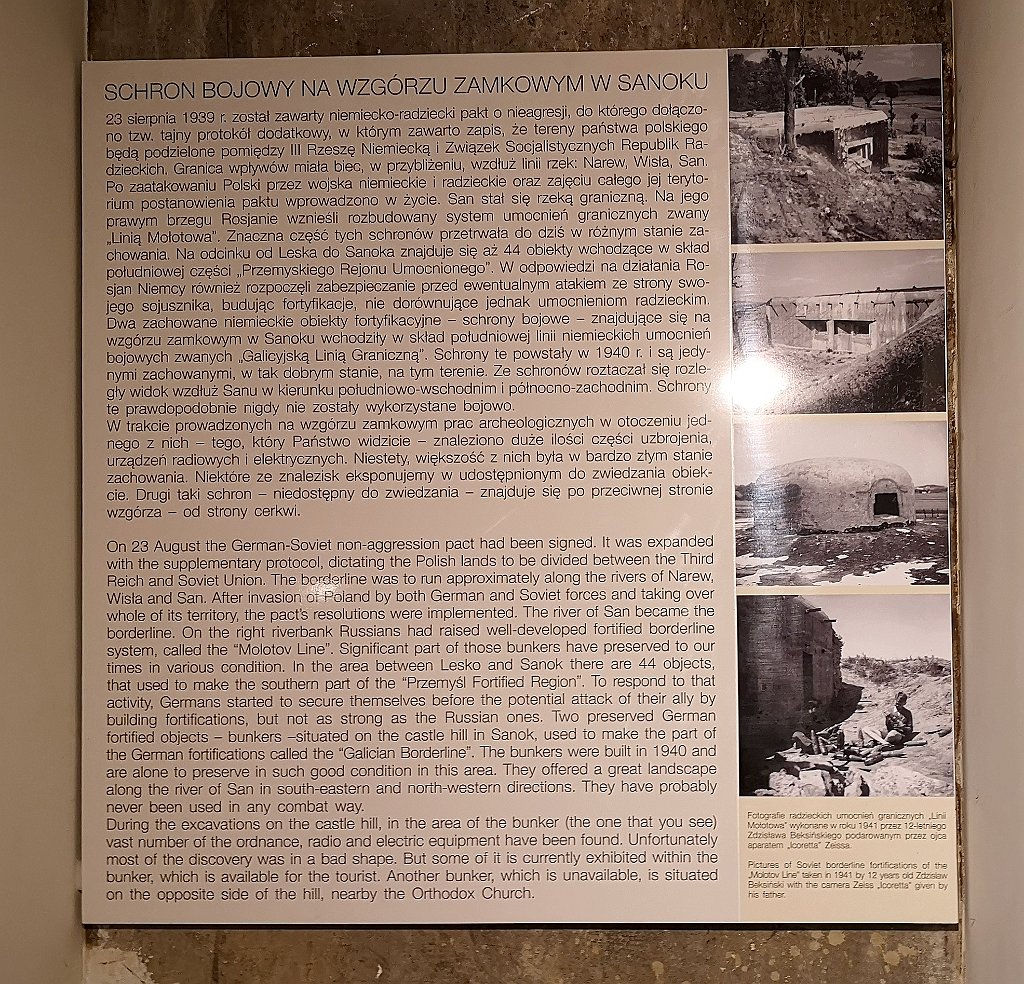 SCHRON BOJOWY NA WZGÓRZU ZAMKOWYM W SANOKU
23 sierpnia 1939 r. został zawarty niemiecko-radziecki pakt o nieagresji, do którego dołączo-
no tzw. tajny protokół dodatkowy, w którym zawarto zapis, że tereny państwa polskiego
będą podzielone pomiędzy III Rzeszę Niemiecką i Związek Socjalistycznych Republik Ra-
dzieckich. Granica wpływów miała biec, w przybliżeniu, wzdłuż linii rzek: Narew, Wisła, San.
Po zaatakowaniu Polski przez wojska niemieckie i radzieckie oraz zajęciu całego jej teryto-
rium postanowienia paktu wprowadzono w życie. San stał się rzeką graniczną. Na jego
prawym brzegu Rosjanie wznieśli rozbudowany system umocnień granicznych zwany
„Linią Mołotowa". Znaczna część tych schronów przetrwała do dziś w różnym stanie za-
chowania. Na odcinku od Leska do Sanoka znajduje się aż 44 obiekty wchodzące w skład
południowej części „Przemyskiego Rejonu Umocnionego". W odpowiedzi na działania Ro-
sjan Niemcy również rozpoczęli zabezpieczanie przed ewentualnym atakiem ze strony swo-
jego sojusznika, budując fortyfikacje, nie dorównujące jednak umocnieniom radzieckim.
Dwa zachowane niemieckie obiekty fortyfikacyjne – schrony bojowe – znajdujące się na
wzgórzu zamkowym w Sanoku wchodziły w skład południowej linii niemieckich umocnień
bojowych zwanych „Galicyjską Linią Graniczną". Schrony te powstały w 1940 r. i są jedy-
nymi zachowanymi, w tak dobrym stanie, na tym terenie. Ze schronów roztaczał się rozle-
gły widok wzdłuż Sanu w kierunku południowo-wschodnim i północno-zachodnim. Schrony
te prawdopodobnie nigdy nie zostały wykorzystane bojowo.
W trakcie prowadzonych na wzgórzu zamkowym prac archeologicznych w otoczeniu jed-
nego z nich – tego, który Państwo widzicie – znaleziono duże ilości części uzbrojenia,
urządzeń radiowych i elektrycznych. Niestety, większość z nich była w bardzo złym stanie
zachowania. Niektóre ze znalezisk eksponujemy w udostępnionym do zwiedzania obiek-
cie. Drugi taki schron – niedostępny do zwiedzania – znajduje się po przeciwnej stronie
wzgórza – od strony cerkwi.
On 23 August the German-Soviet non-aggression pact had been signed. It was expanded
with the supplementary protocol, dictating the Polish lands to be divided between the Third
Reich and Soviet Union. The borderline was to run approximately along the rivers of Narew,
Wisła and San. After invasion of Poland by both German and Soviet forces and taking over
whole of its territory, the pact's resolutions were implemented. The river of San became the
borderline. On the right riverbank Russians had raised well-developed fortified borderline
system, called the "Molotov Line". Significant part of those bunkers have preserved to our
times in various condition. In the area between Lesko and Sanok there are 44 objects,
that used to make the southern part of the "Przemyśl Fortified Region". To respond to that
activity, Germans started to secure themselves before the potential attack of their ally by
building fortifications, but not as strong as the Russian ones. Two preserved German
fortified objects – bunkers –situated on the castle hill in Sanok, used to make the part of
the German fortifications called the "Galician Borderline". The bunkers were built in 1940 and
are alone to preserve in such good condition in this area. They offered a great landscape
along the river of San in south-eastern and north-western directions. They have probably
never been used in any combat way.
During the excavations on the castle hill, in the area of the bunker (the one that you see)
vast number of the ordnance, radio and electric equipment have been found. Unfortunately
most of the discovery was in a bad shape. But some of it is currently exhibited within the
bunker, which is available for the tourist. Another bunker, which is unavailable, is situated
on the opposite side of the hill, nearby the Orthodox Church.
Fotografie radzieckich umocnień granicznych „Linii
Mołotowa" wykonane w roku 1941 przez 12-letniego
Zdzisława Beksińskiego podarowanym przez ojca
aparatem „Icoretta" Zeissa.
Pictures of Soviet borderline fortifications of the
„Molotov Line" taken in 1941 by 12 years old Zdzisław
Beksiński with the camera Zeiss „Icoretta" given by
his father.